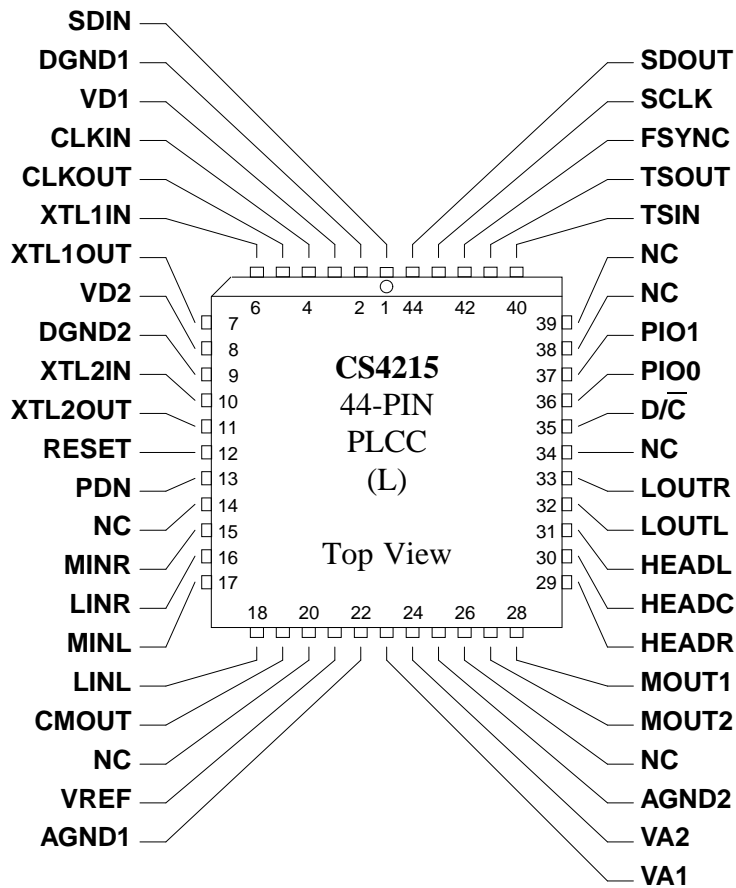 SDIN
DGND1
VD1
CLKIN
CLKOUT
XTL1IN
XTL1OUT
VD2
DGND2
XTL2IN
XTL2OUT
RESET
PDN
NC
MINR
LINR
MINL
LINL
CMOUT
NC
VREF
AGND1
6 4 2 1 44 42 40
7
8
9
10
11
12
13
14
15
16
17
CS4215
44-PIN
PLCC
(L)
Top View
39
38
37
36
35
34
33
32
31
30
29
18 20 22 24 26 28
SDOUT
SCLK
FSYNC
TSOUT
TSIN
NC
NC
PIO1
PIO0
D/C̅
NC
LOUTR
LOUTL
HEADL
HEADC
HEADR
MOUT1
MOUT2
NC
AGND2
VA2
VA1